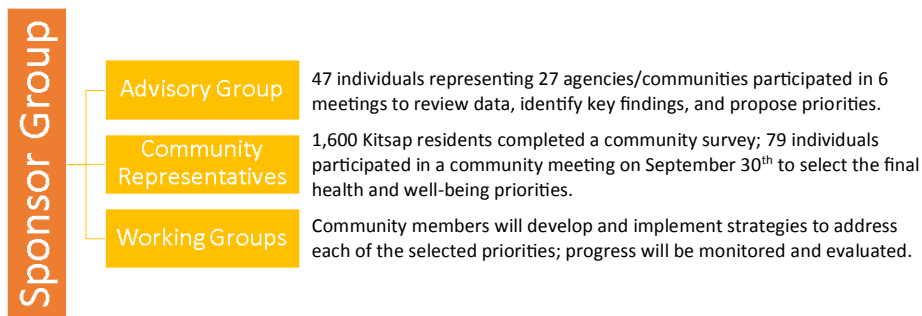 Sponsor Group
Advisory Group
47 individuals representing 27 agencies/communities participated in 6
meetings to review data, identify key findings, and propose priorities.
Community
Representatives
1,600 Kitsap residents completed a community survey; 79 individuals
participated in a community meeting on September 30th to select the final
health and well-being priorities.
Working Groups
Community members will develop and implement strategies to address
each of the selected priorities; progress will be monitored and evaluated.